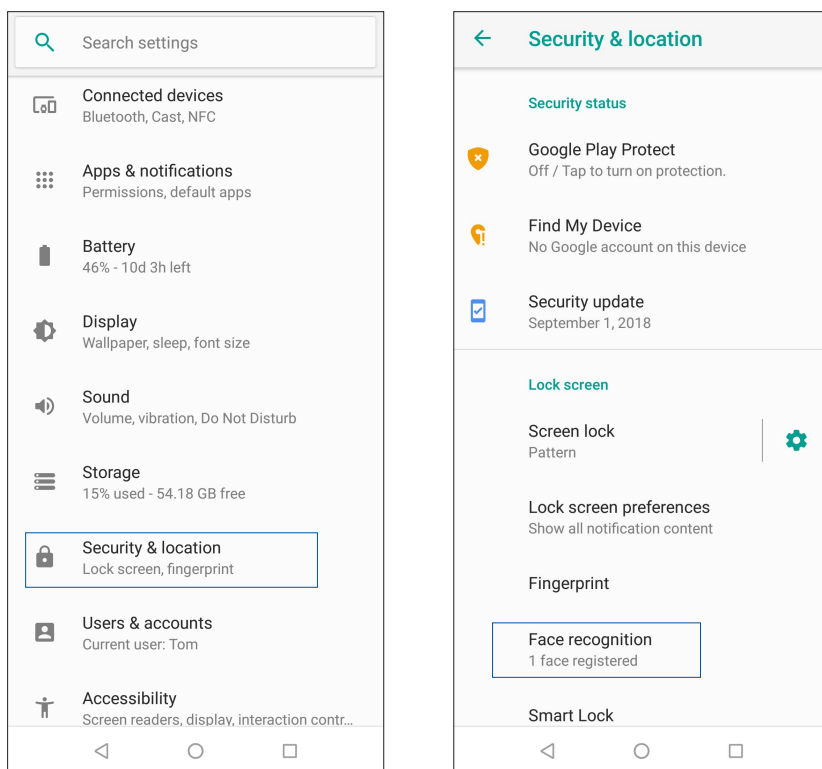 Search settings
Connected devices
Bluetooth, Cast, NFC
Apps & notifications
Permissions, default apps
Battery
46% - 10d 3h left
Display
Wallpaper, sleep, font size
Sound
Volume, vibration, Do Not Disturb
Storage
15% used - 54.18 GB free
Security & location
Lock screen, fingerprint
Users & accounts
Current user: Tom
Accessibility
Screen readers, display, interaction contr...
Security & location
Security status
Google Play Protect
Off / Tap to turn on protection.
Find My Device
No Google account on this device
Security update
September 1, 2018
Lock screen
Screen lock
Pattern
Lock screen preferences
Show all notification content
Fingerprint
Face recognition
1 face registered
Smart Lock